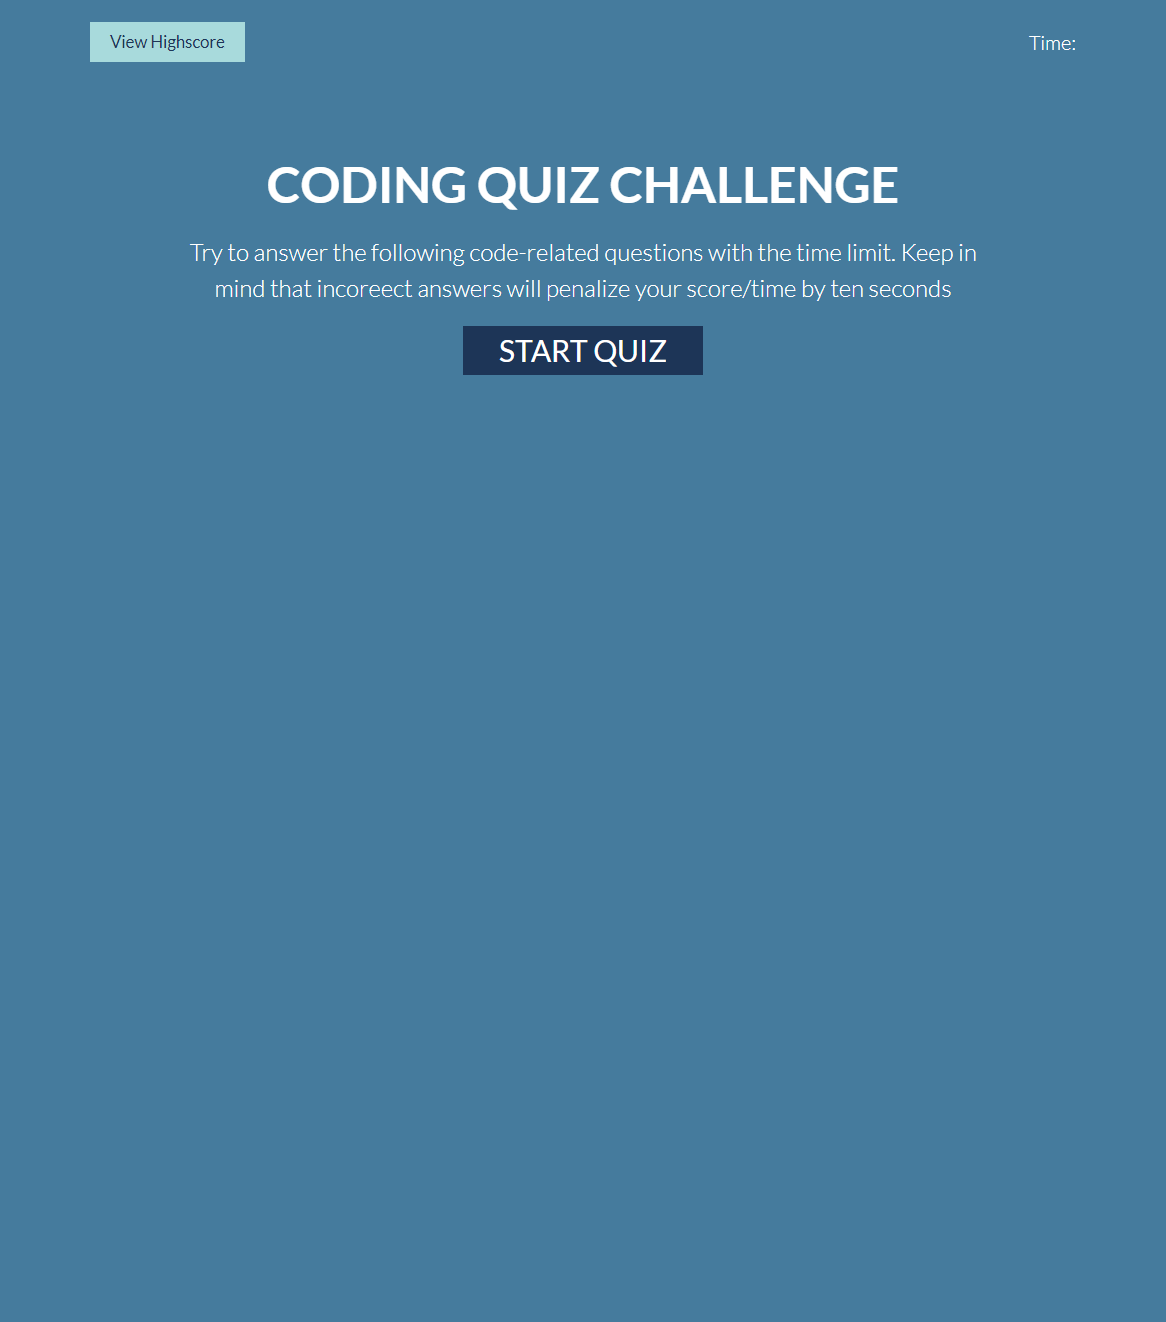 View Highscore
Time:
CODING QUIZ CHALLENGE
Try to answer the following code-related questions with the time limit. Keep in
mind that incoreect answers will penalize your score/time by ten seconds
START QUIZ